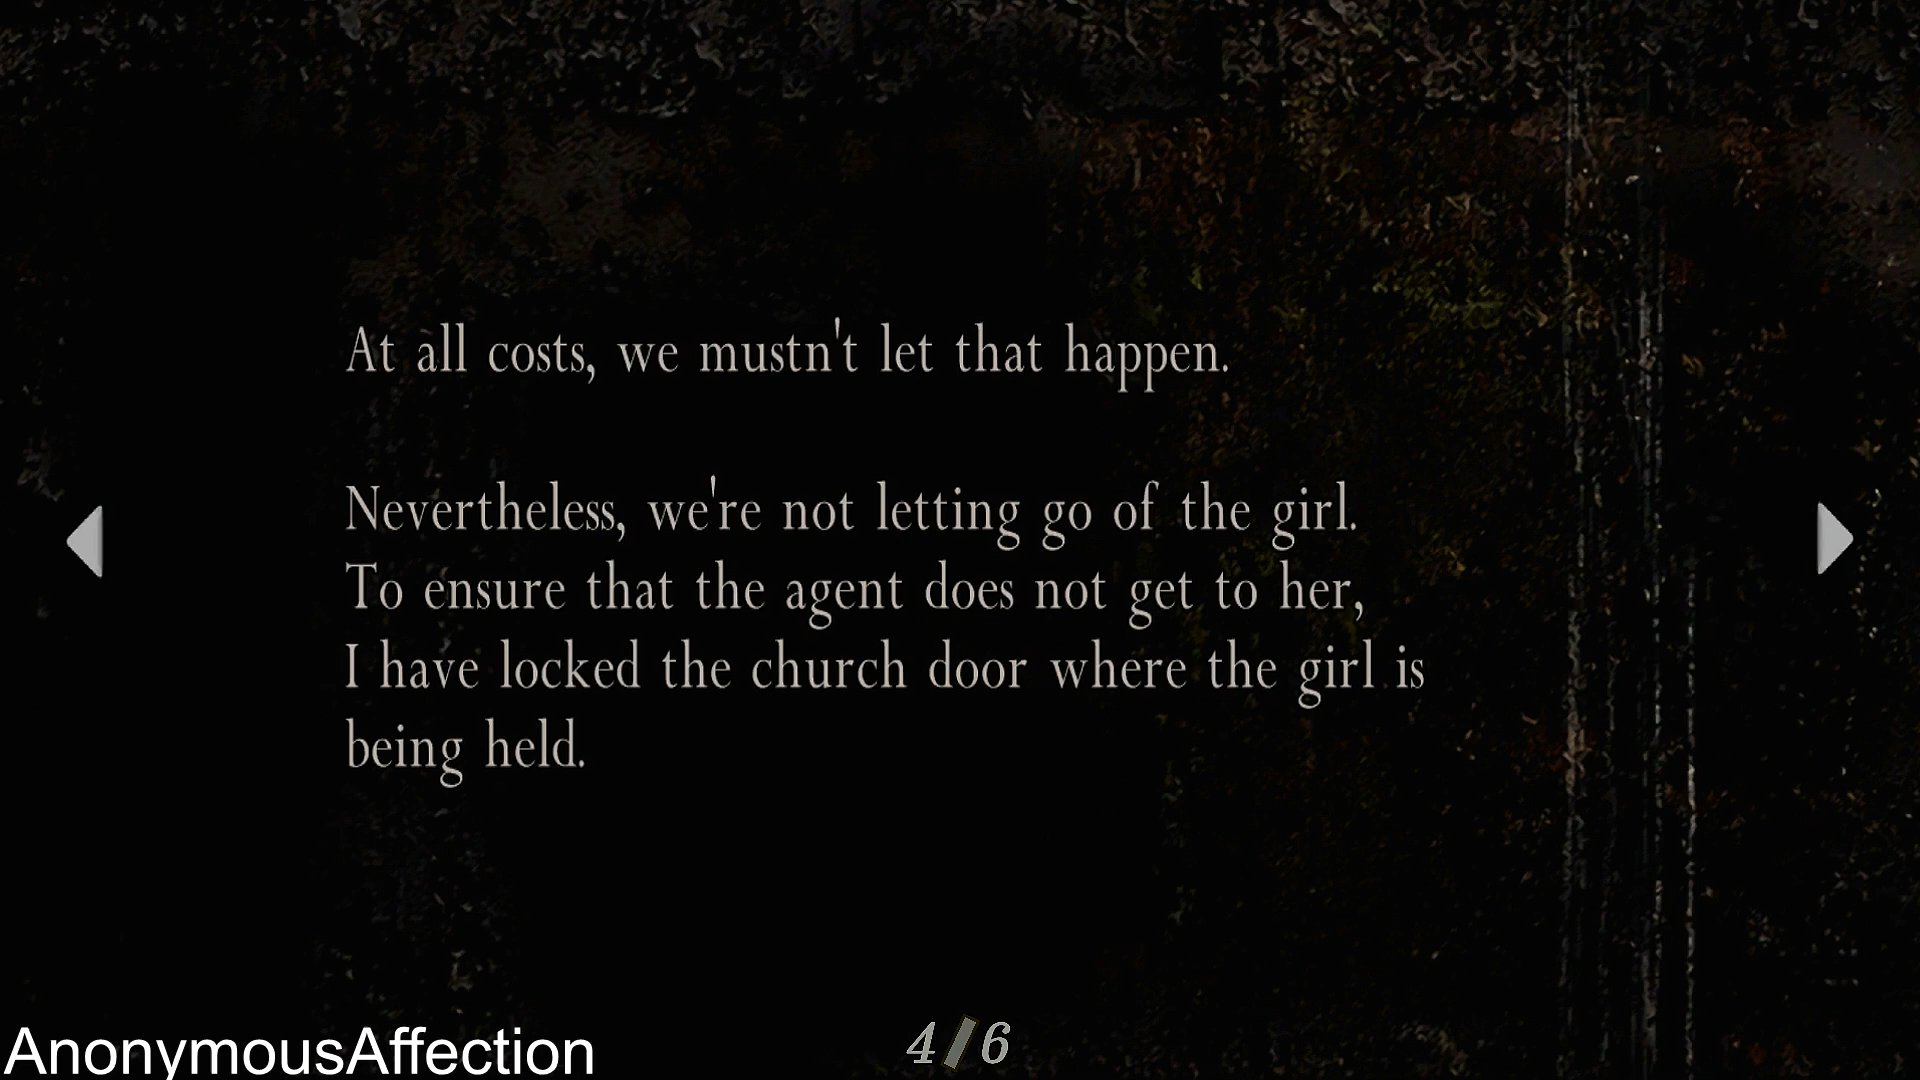 At all costs, we mustn't let that happen.
Nevertheless, we're not letting go of the girl.
To ensure that the agent does not get to her,
I have locked the church door where the girl is
being held.
4/6
AnonymousAffection